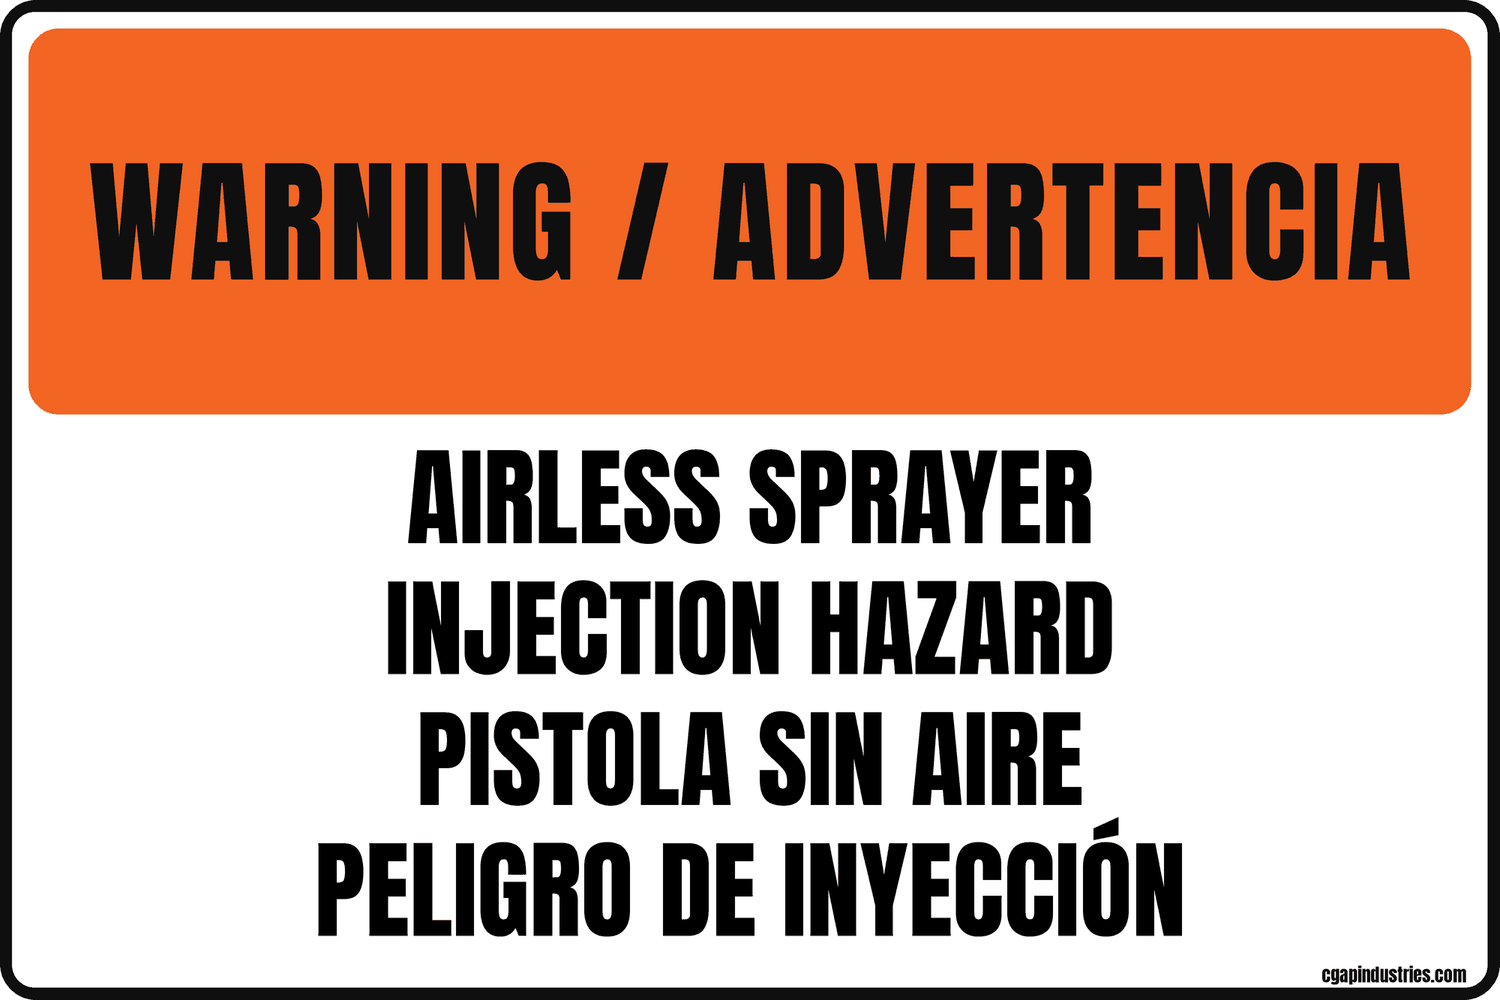 WARNING / ADVERTENCIA
AIRLESS SPRAYER
INJECTION HAZARD
PISTOLA SIN AIRE
PELIGRO DE INYECCIÓN
cgapindustries.com